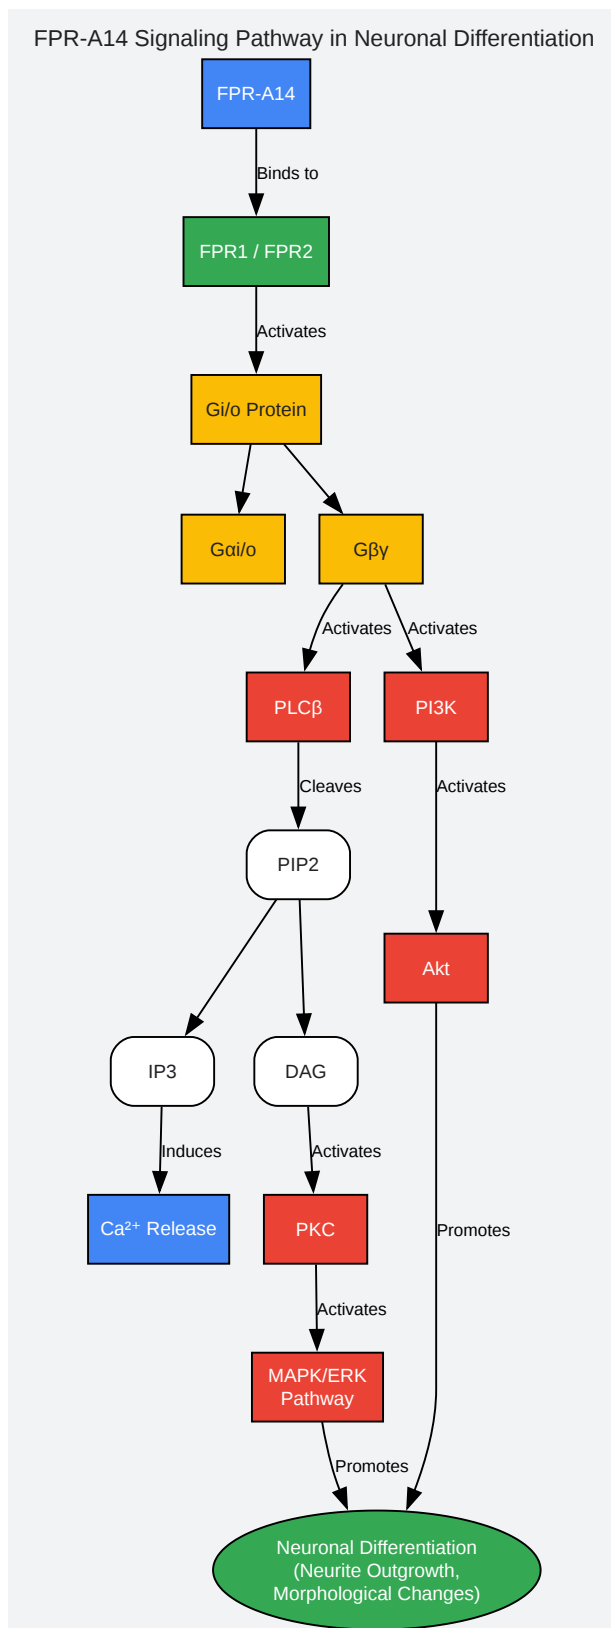 FPR-A14 Signaling Pathway in Neuronal Differentiation
FPR-A14
Binds to
FPR1 / FPR2
Activates
Gi/o Protein
Gαi/o
Gβγ
Activates
Activates
PLCβ
PI3K
Cleaves
Activates
PIP2
Akt
IP3
DAG
Induces
Activates
Ca²⁺ Release
PKC
Promotes
Activates
MAPK/ERK
Pathway
Promotes
Neuronal Differentiation
(Neurite Outgrowth,
Morphological Changes)